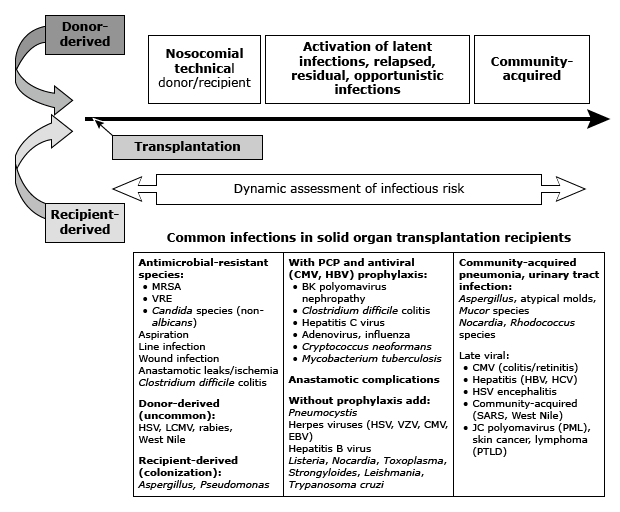 Donor-
derived
Nosocomial
technical
donor/recipient
Activation of latent
infections, relapsed,
residual, opportunistic
infections
Community-
acquired
Transplantation
Recipient-
derived
Dynamic assessment of infectious risk
Common infections in solid organ transplantation recipients
Antimicrobial-resistant
species:
• MRSA
• VRE
• Candida species (non-
albicans)
Aspiration
Line infection
Wound infection
Anastamotic leaks/ischemia
Clostridium difficile colitis
Donor-derived
(uncommon):
HSV, LCMV, rabies,
West Nile
Recipient-derived
(colonization):
Aspergillus, Pseudomonas
With PCP and antiviral
(CMV, HBV) prophylaxis:
• BK polyomavirus
nephropathy
• Clostridium difficile colitis
• Hepatitis C virus
• Adenovirus, influenza
• Cryptococcus neoformans
• Mycobacterium tuberculosis
Anastamotic complications
Without prophylaxis add:
Pneumocystis
Herpes viruses (HSV, VZV, CMV,
EBV)
Hepatitis B virus
Listeria, Nocardia, Toxoplasma,
Strongyloides, Leishmania,
Trypanosoma cruzi
Community-acquired
pneumonia, urinary tract
infection:
Aspergillus, atypical molds,
Mucor species
Nocardia, Rhodococcus
species
Late viral:
• CMV (colitis/retinitis)
• Hepatitis (HBV, HCV)
• HSV encephalitis
• Community-acquired
(SARS, West Nile)
• JC polyomavirus (PML),
skin cancer, lymphoma
(PTLD)